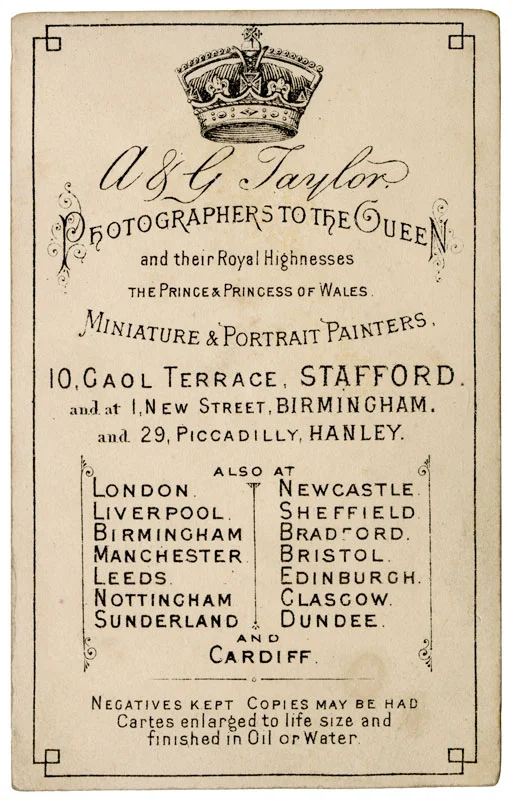 A & G Taylor.
PHOTOGRAPHERS TO THE QUEEN
and their Royal Highnesses
THE PRINCE & PRINCESS OF WALES.
MINIATURE & PORTRAIT PAINTERS,
10, GAOL TERRACE, STAFFORD.
and at 1, NEW STREET, BIRMINGHAM.
and 29, PICCADILLY, HANLEY.
ALSO AT
LONDON.
LIVERPOOL.
BIRMINGHAM
MANCHESTER
LEEDS.
NOTTINGHAM
SUNDERLAND
NEWCASTLE.
SHEFFIELD
BRADFORD.
BRISTOL.
EDINBURGH.
GLASGOW.
DUNDEE.
AND
CARDIFF.
NEGATIVES KEPT COPIES MAY BE HAD
Cartes enlarged to life size and
finished in Oil or Water.